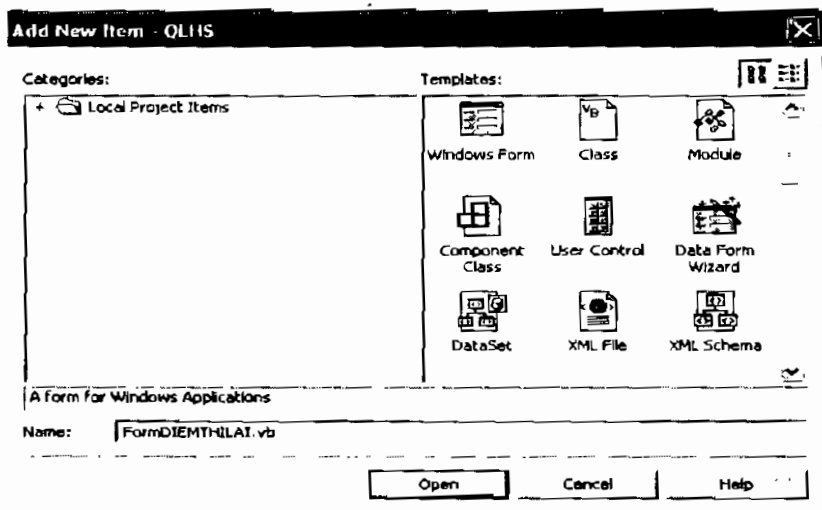 Add New Item - QLHS
Categories:
Templates:
+ Local Project Items
Windows Form
Class
Module
Component
Class
User Control
Data Form
Wizard
DataSet
XML File
XML Schema
A form for Windows Applications
Name:
FormDIEMTHILAI.vb
Open
Cancel
Help